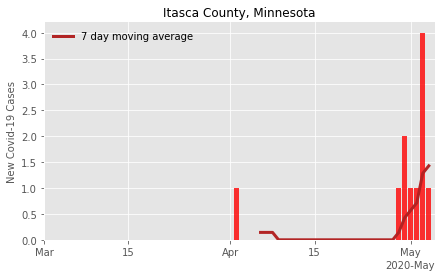 Itasca County, Minnesota
7 day moving average
New Covid-19 Cases
4.0
3.5
3.0
2.5
2.0
1.5
1.0
0.5
0.0
Mar 15 Apr 15 May
2020-May